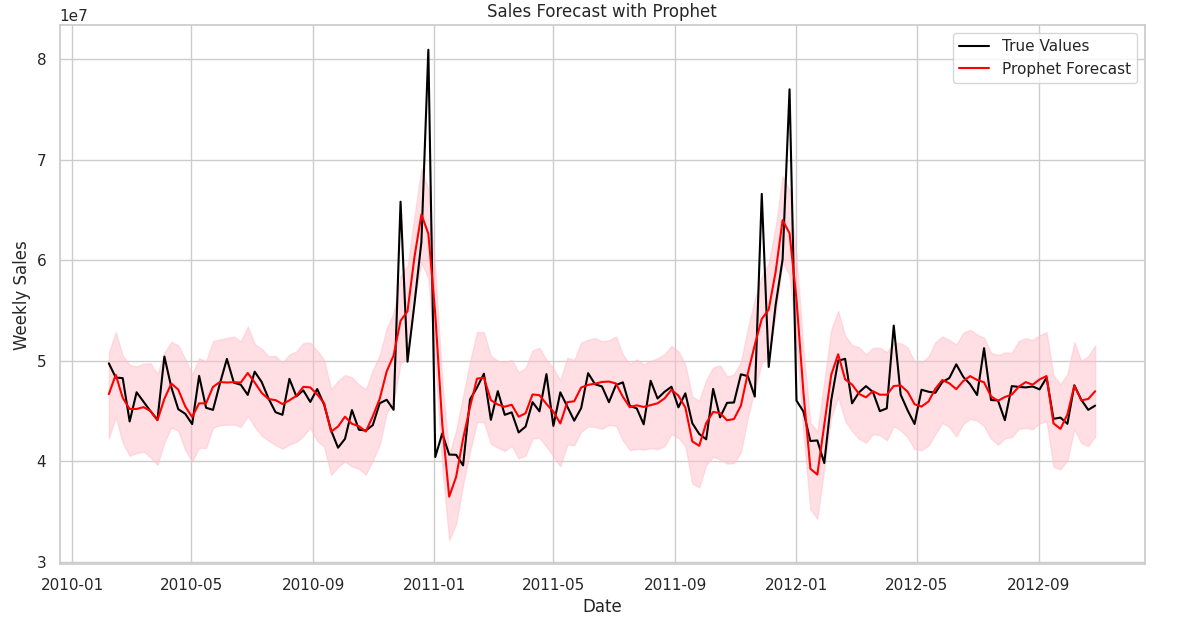 Sales Forecast with Prophet
1e7
True Values
Prophet Forecast
8
7
6
5
4
3
Weekly Sales
2010-01 2010-05 2010-09 2011-01 2011-05 2011-09 2012-01 2012-05 2012-09
Date